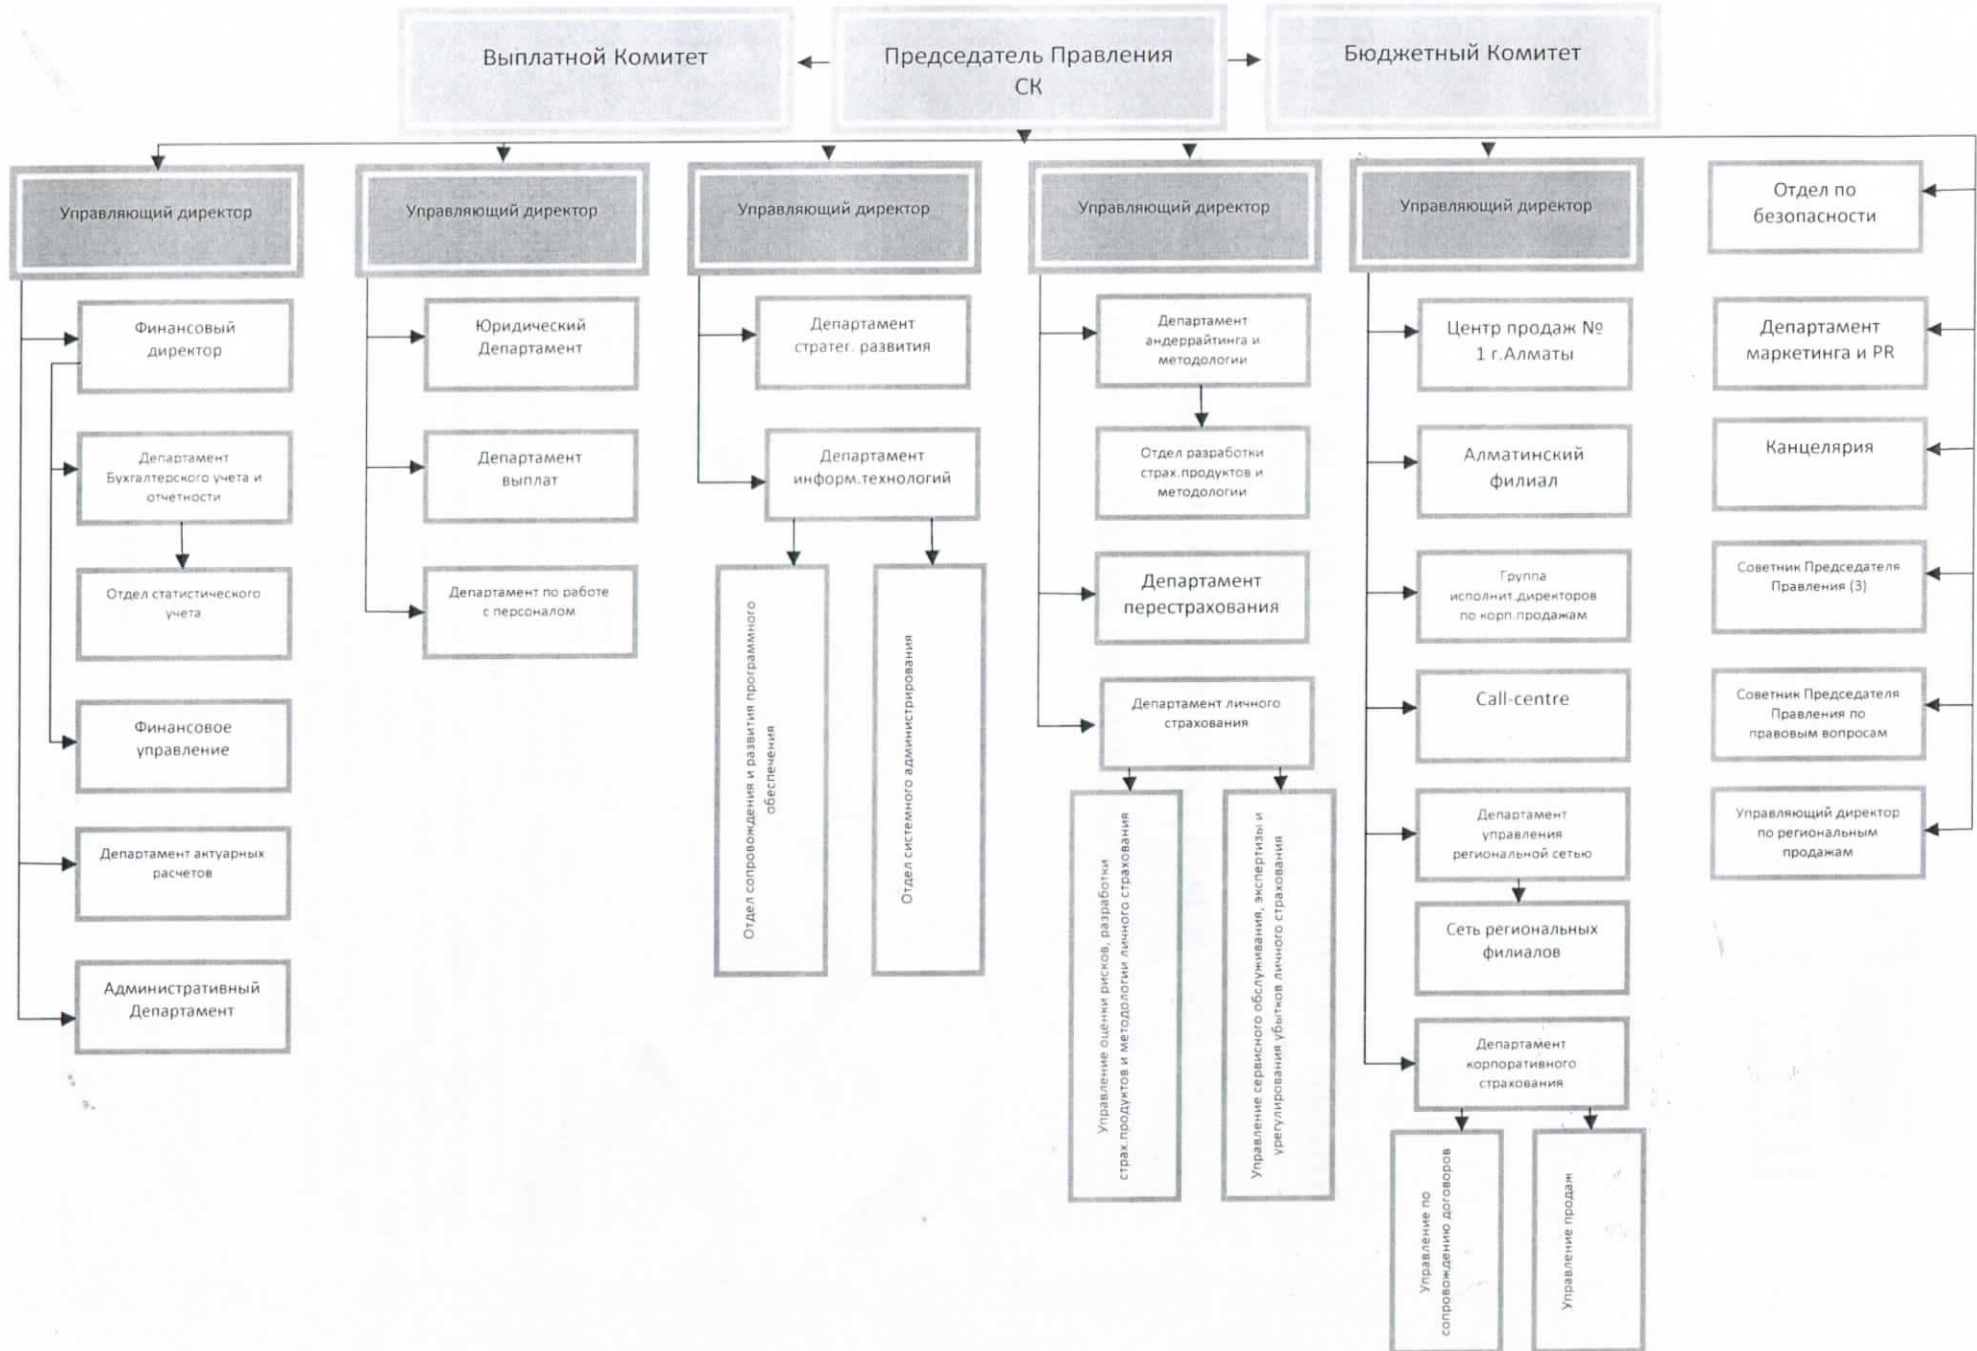 Выплатной Комитет
Председатель Правления
СК
Бюджетный Комитет
Управляющий директор
Управляющий директор
Управляющий директор
Управляющий директор
Управляющий директор
Отдел по
безопасности
Финансовый
директор
Департамент
Бухгалтерского учета и
отчетности
Отдел статистического
учета
Финансовое
управление
Департамент актуарных
расчетов
Административный
Департамент
Юридический
Департамент
Департамент
выплат
Департамент по работе
с персоналом
Департамент
стратег. развития
Департамент
информ.технологий
Отдел сопровождения и развития программного
обеспечения
Отдел системного администрирования
Департамент
андеррайтинга и
методологии
Отдел разработки
страх.продуктов и
методологии
Департамент
перестрахования
Департамент личного
страхования
Управление оценки рисков, разработки
страх.продуктов и методологии личного страхования
Управление сервисного обслуживания, экспертизы и
урегулирования убытков личного страхования
Центр продаж №
1 г.Алматы
Алматинский
филиал
Группа
исполнит.директоров
по корп.продажам
Call-centre
Департамент
управления
региональной сетью
Сеть региональных
филиалов
Департамент
корпоративного
страхования
Управление по
сопровождению договоров
Управление продаж
Департамент
маркетинга и PR
Канцелярия
Советник Председателя
Правления (3)
Советник Председателя
Правления по
правовым вопросам
Управляющий директор
по региональным
продажам